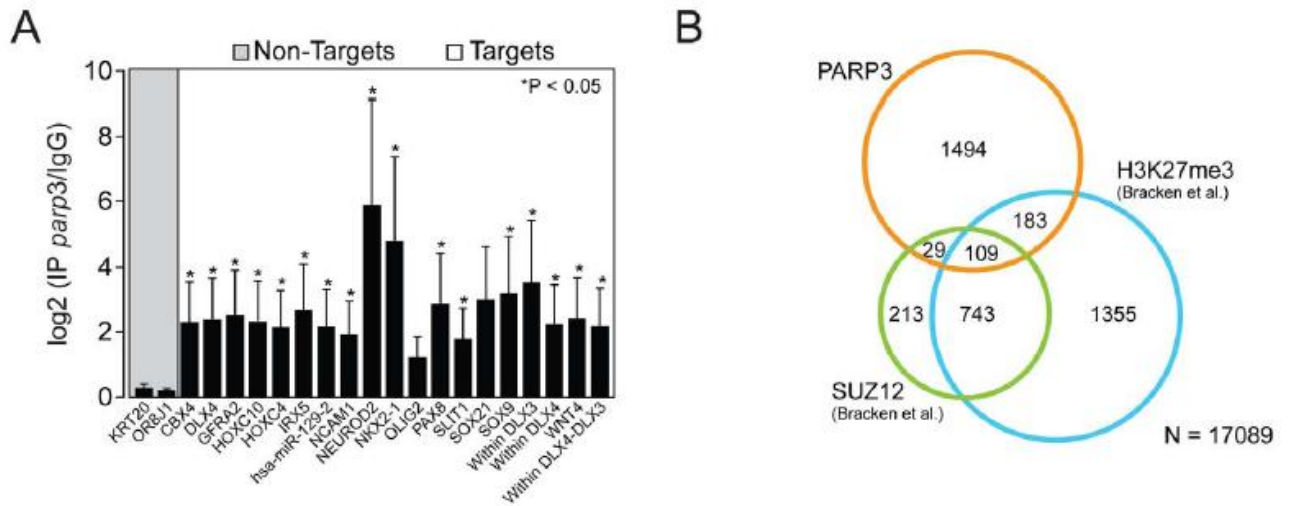 A
Non-Targets Targets
*P < 0.05
log2 (IP parp3/IgG)
10
8
6
4
2
0
* * * * * * * * * * * * * * * * *
KRT20
OR8J1
CBX4
DLX4
GFRA2
HOXC10
HOXC4
IRX5
hsa-miR-129-2
NCAM1
NEUROD2
NKX2-1
OLIG2
PAX8
SLIT1
SOX21
SOX9
Within DLX3
Within DLX4
WNT4
Within DLX4-DLX3
B
PARP3
1494
H3K27me3
(Bracken et al.)
183
29 109
213 743 1355
SUZ12
(Bracken et al.)
N = 17089